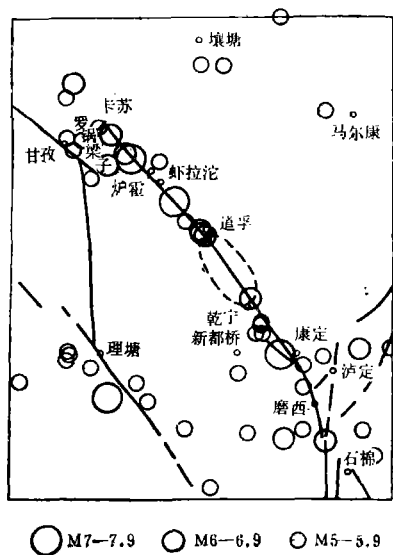 壤塘
马尔康
卡苏
罗锅梁子
甘孜
虾拉沱
炉霍
道孚
乾宁
新都桥
康定
理塘
泸定
磨西
石棉
M7—7.9 M6—6.9 M5—5.9